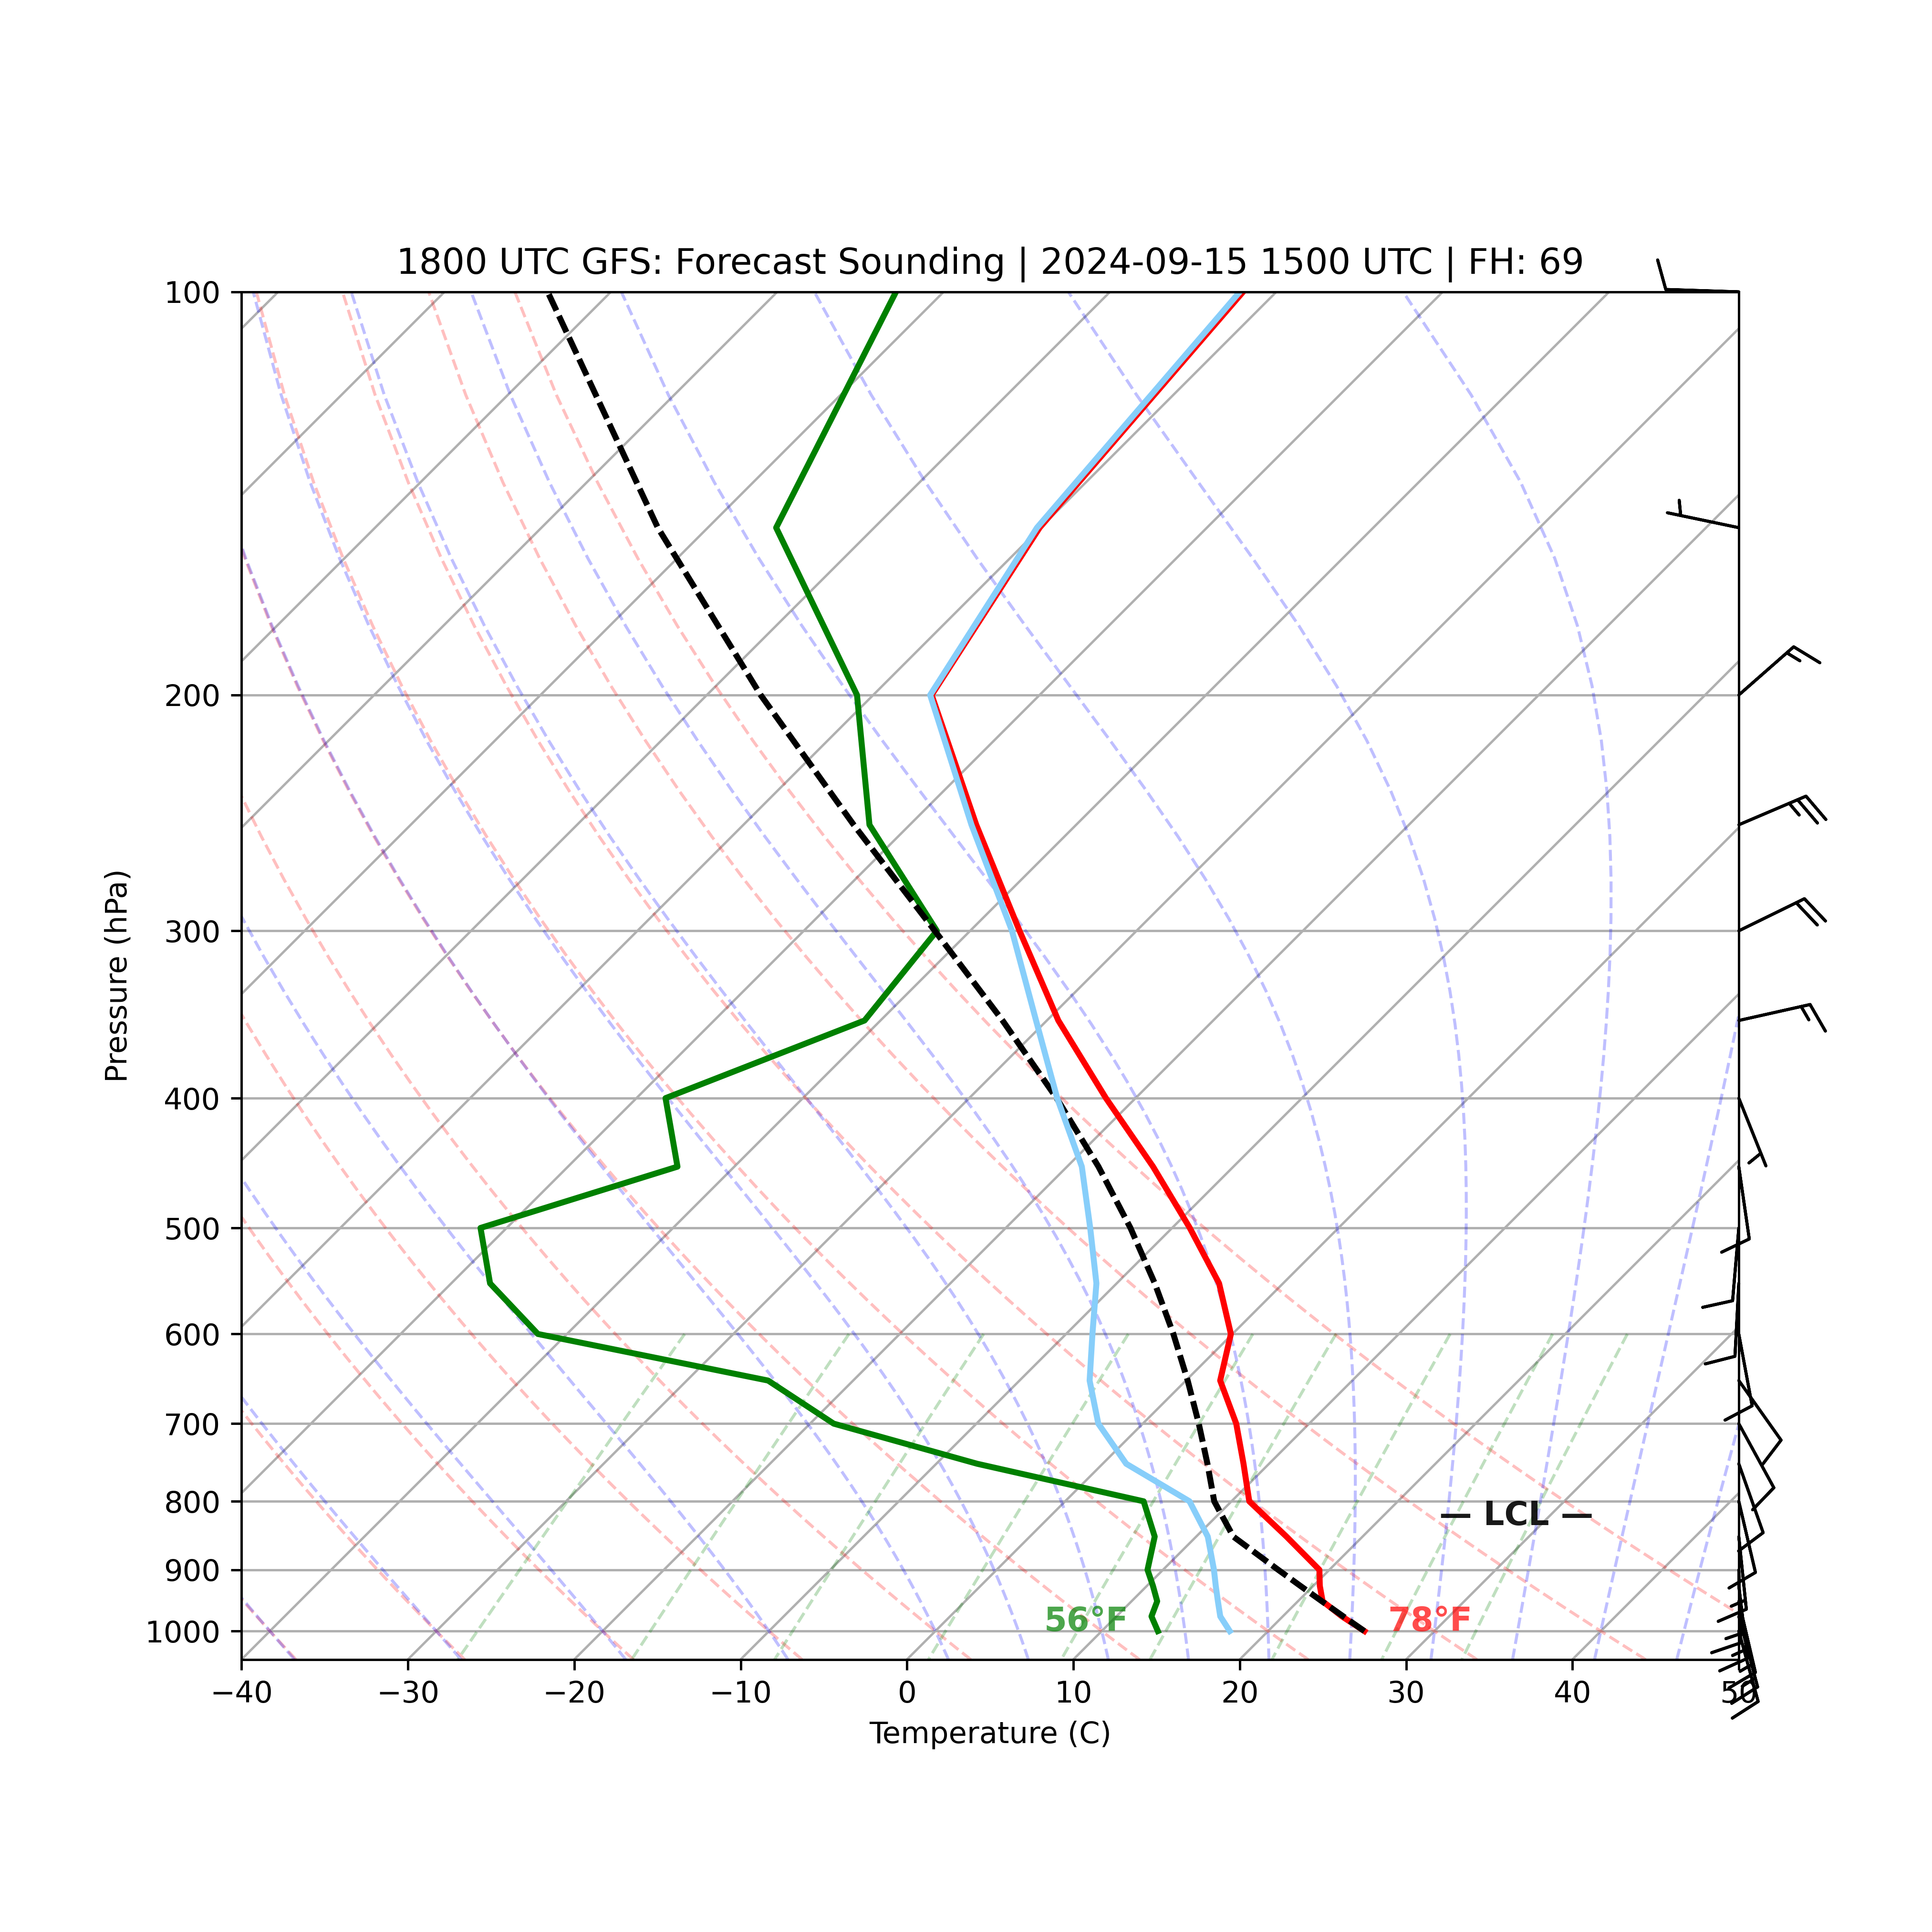 1800 UTC GFS: Forecast Sounding | 2024-09-15 1500 UTC | FH: 69
100
200
300
400
500
600
700
800
900
1000
Pressure (hPa)
— LCL —
56°F
78°F
−40 −30 −20 −10 0 10 20 30 40 50
Temperature (C)